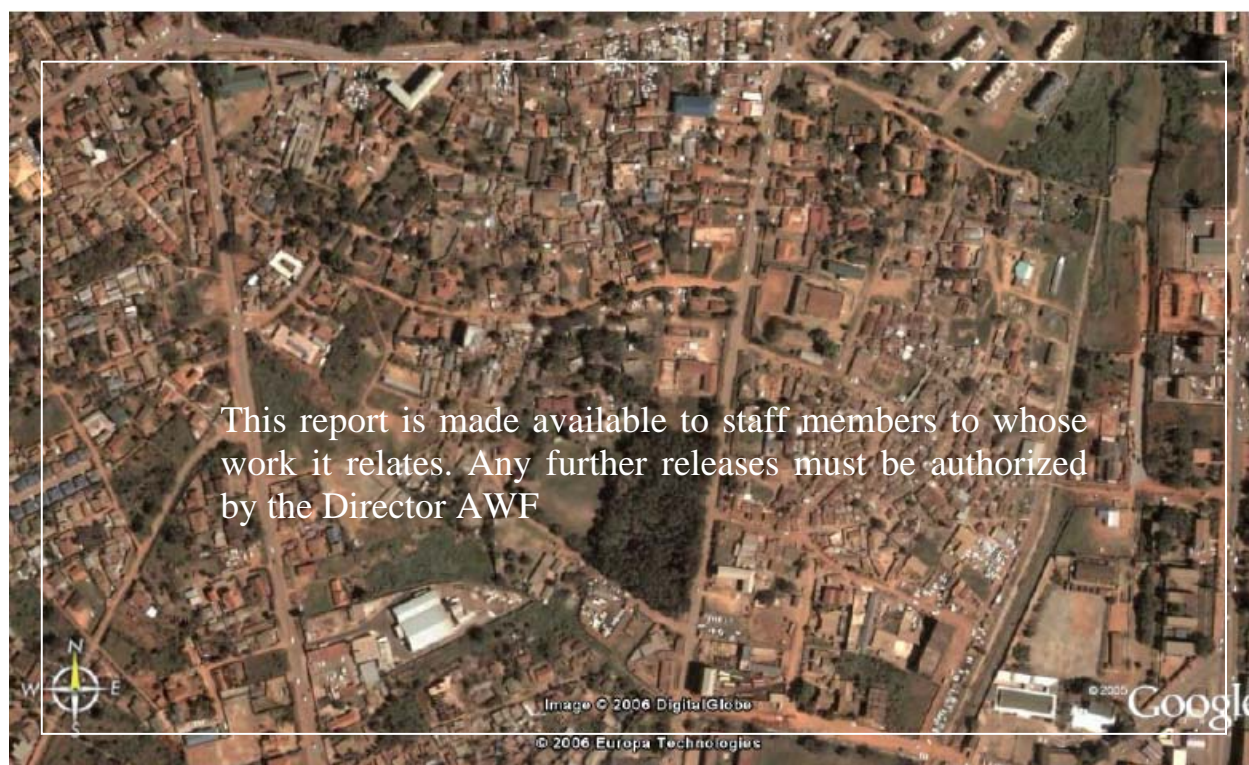 This report is made available to staff members to whose
work it relates. Any further releases must be authorized
by the Director AWF
N
W E
S
Image © 2006 DigitalGlobe
© 2005 Google
© 2006 Europa Technologies